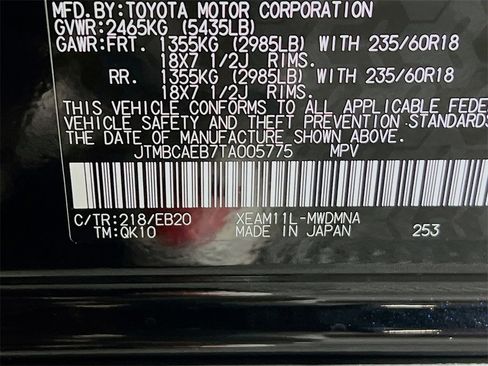 MFD.BY:TOYOTA MOTOR CORPORATION
GVWR:2465KG (5435LB)
GAWR:FRT. 1355KG (2985LB) WITH 235/60R18
18X7 1/2J RIMS.
RR. 1355KG (2985LB) WITH 235/60R18
18X7 1/2J RIMS.
THIS VEHICLE CONFORMS TO ALL APPLICABLE FEDE
VEHICLE SAFETY AND THEFT PREVENTION STANDA
THE DATE OF MANUFACTURE SHOWN ABOVE.
JTMBCAEB7TA005775 MPV
C/TR:218/EB20 XEAM11L-MWDMNA
TM:QK10 MADE IN JAPAN 253